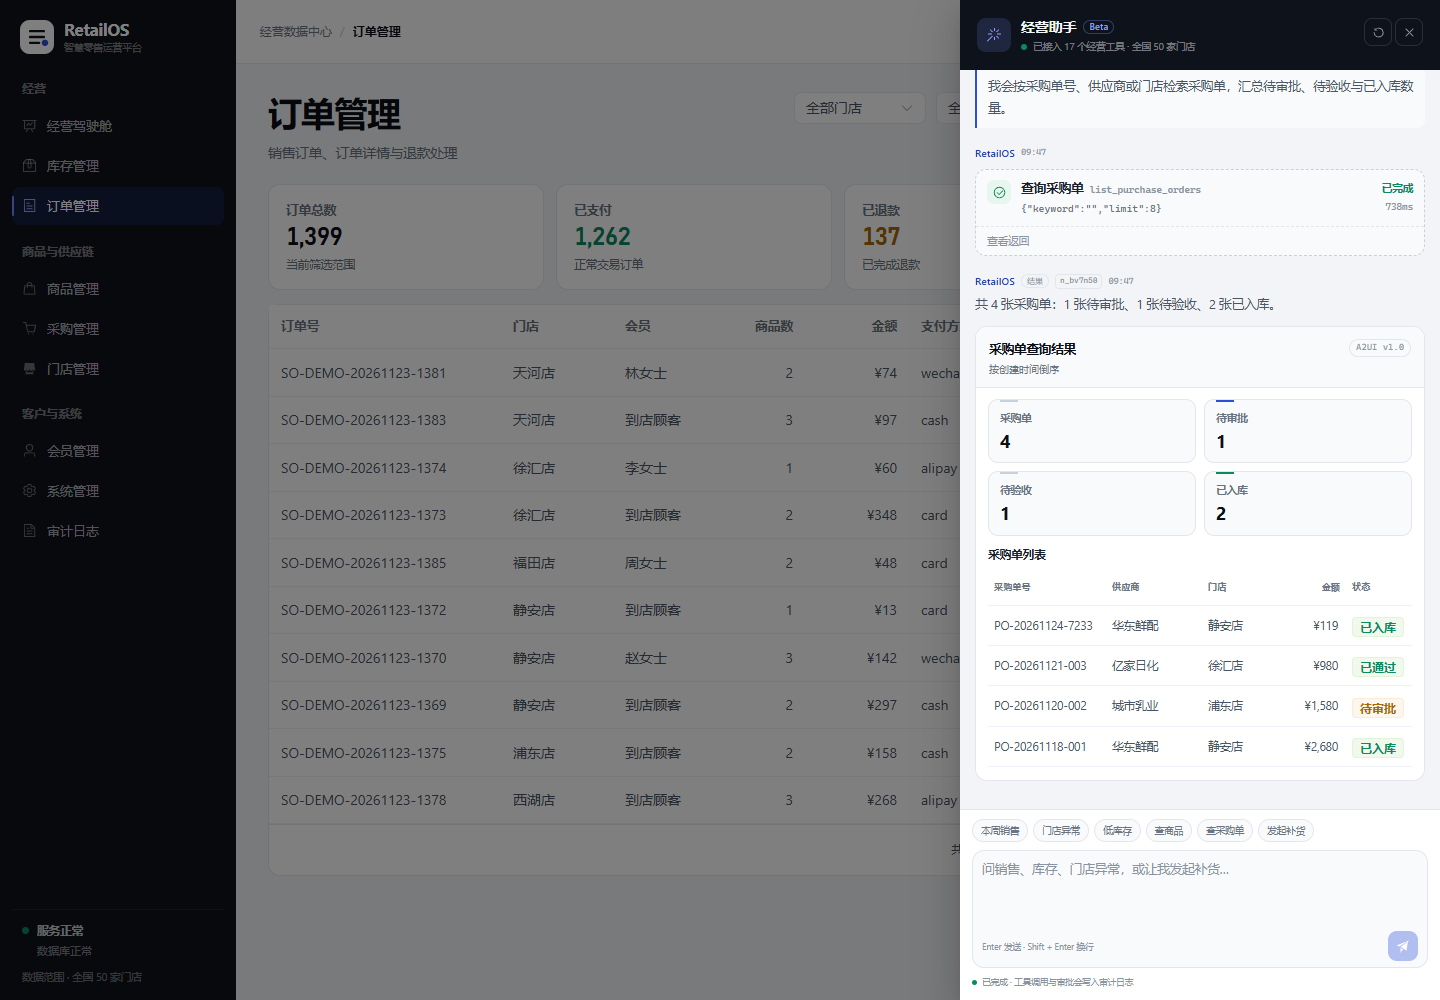 RetailOS
智慧零售运营平台
经营
经营驾驶舱
库存管理
订单管理
商品与供应链
商品管理
采购管理
门店管理
客户与系统
会员管理
系统管理
审计日志
服务正常
数据库正常
数据范围 · 全国 50 家门店
经营数据中心 / 订单管理
订单管理
销售订单、订单详情与退款处理
全部门店
全
订单总数
1,399
当前筛选范围
已支付
1,262
正常交易订单
已退款
137
已完成退款
订单号 门店 会员 商品数 金额 支付方
SO-DEMO-20261123-1381 天河店 林女士 2 ¥74 wecha
SO-DEMO-20261123-1383 天河店 到店顾客 3 ¥97 cash
SO-DEMO-20261123-1374 徐汇店 李女士 1 ¥60 alipay
SO-DEMO-20261123-1373 徐汇店 到店顾客 2 ¥348 card
SO-DEMO-20261123-1385 福田店 周女士 2 ¥48 card
SO-DEMO-20261123-1372 静安店 到店顾客 1 ¥13 card
SO-DEMO-20261123-1370 静安店 赵女士 3 ¥142 wecha
SO-DEMO-20261123-1369 静安店 到店顾客 2 ¥297 cash
SO-DEMO-20261123-1375 浦东店 到店顾客 2 ¥158 cash
SO-DEMO-20261123-1378 西湖店 到店顾客 3 ¥268 alipay
共
经营助手 Beta
已接入 17 个经营工具 · 全国 50 家门店
我会按采购单号、供应商或门店检索采购单，汇总待审批、待验收与已入库数
量。
RetailOS 09:47
查询采购单 list_purchase_orders 已完成
{"keyword":"","limit":8} 738ms
查看返回
RetailOS 结果 n_bv7n50 09:47
共 4 张采购单：1 张待审批、1 张待验收、2 张已入库。
采购单查询结果 A2UI v1.0
按创建时间倒序
采购单
4
待审批
1
待验收
1
已入库
2
采购单列表
采购单号 供应商 门店 金额 状态
PO-20261124-7233 华东鲜配 静安店 ¥119 已入库
PO-20261121-003 亿家日化 徐汇店 ¥980 已通过
PO-20261120-002 城市乳业 浦东店 ¥1,580 待审批
PO-20261118-001 华东鲜配 静安店 ¥2,680 已入库
本周销售 门店异常 低库存 查商品 查采购单 发起补货
问销售、库存、门店异常，或让我发起补货...
Enter 发送 · Shift + Enter 换行
已完成 · 工具调用与审批会写入审计日志